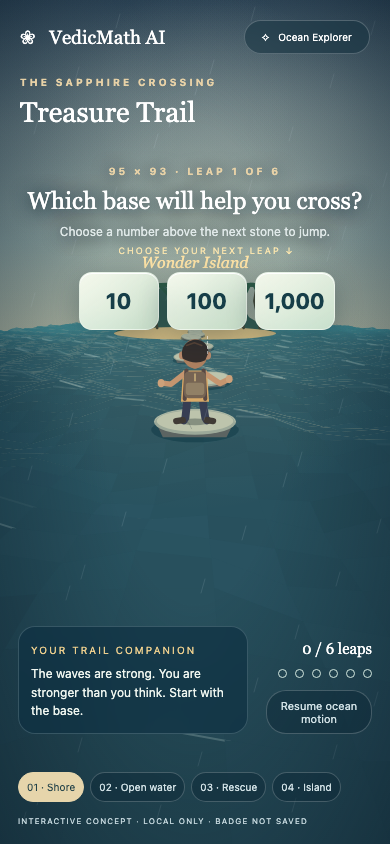 VedicMath AI
Ocean Explorer
THE SAPPHIRE CROSSING
Treasure Trail
95 × 93 · LEAP 1 OF 6
Which base will help you cross?
Choose a number above the next stone to jump.
CHOOSE YOUR NEXT LEAP ↓
Wonder Island
10
100
1,000
YOUR TRAIL COMPANION
The waves are strong. You are
stronger than you think. Start with
the base.
0 / 6 leaps
Resume ocean
motion
01 · Shore
02 · Open water
03 · Rescue
04 · Island
INTERACTIVE CONCEPT · LOCAL ONLY · BADGE NOT SAVED